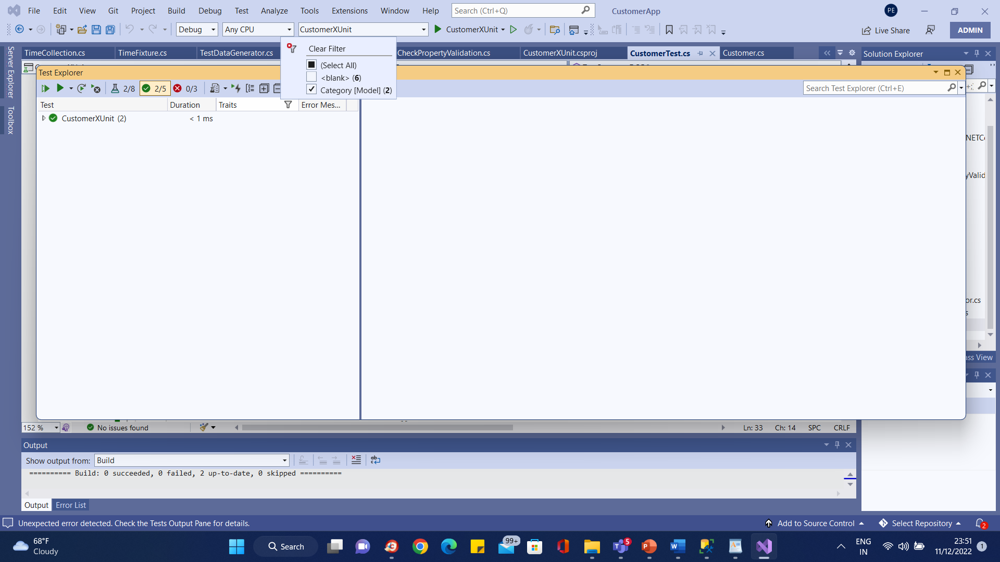 File Edit View Git Project Build Debug Test Analyze Tools Extensions Window Help Search (Ctrl+Q) CustomerApp PE
Debug Any CPU CustomerXUnit CustomerXUnit Live Share ADMIN
Server Explorer
Toolbox
TimeCollection.cs TimeFixture.cs TestDataGenerator.cs CheckPropertyValidation.cs CustomerXUnit.csproj CustomerTest.cs Customer.cs
Solution Explorer
Clear Filter
(Select All)
<blank> (6)
Category [Model] (2)
Test Explorer
2/8 2/5 0/3 Search Test Explorer (Ctrl+E)
Test Duration Traits Error Mes...
CustomerXUnit (2) < 1 ms
or.cs
ass View
152 % No issues found Ln: 33 Ch: 14 SPC CRLF
Output
Show output from: Build
========== Build: 0 succeeded, 0 failed, 2 up-to-date, 0 skipped ==========
Output Error List
Unexpected error detected. Check the Tests Output Pane for details. Add to Source Control Select Repository 2
68°F
Cloudy
Search
99+
5
ENG
IN
23:51
11/12/2022
1